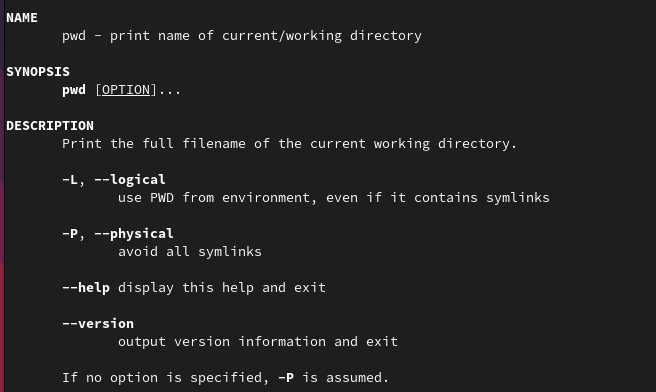 NAME
pwd - print name of current/working directory
SYNOPSIS
pwd [OPTION]...
DESCRIPTION
Print the full filename of the current working directory.
-L, --logical
use PWD from environment, even if it contains symlinks
-P, --physical
avoid all symlinks
--help display this help and exit
--version
output version information and exit
If no option is specified, -P is assumed.